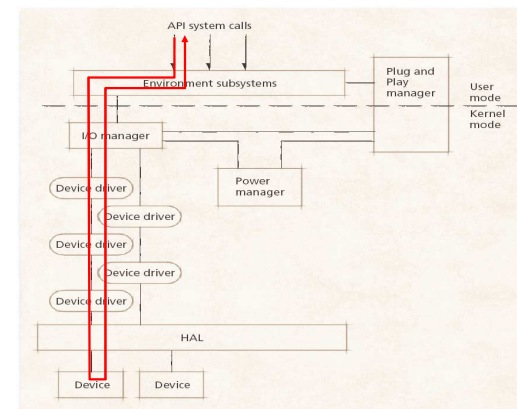 API system calls
Environment subsystems
Plug and
Play
manager
User
mode
Kernel
mode
I/O manager
Power
manager
Device driver
Device driver
Device driver
Device driver
Device driver
HAL
Device
Device